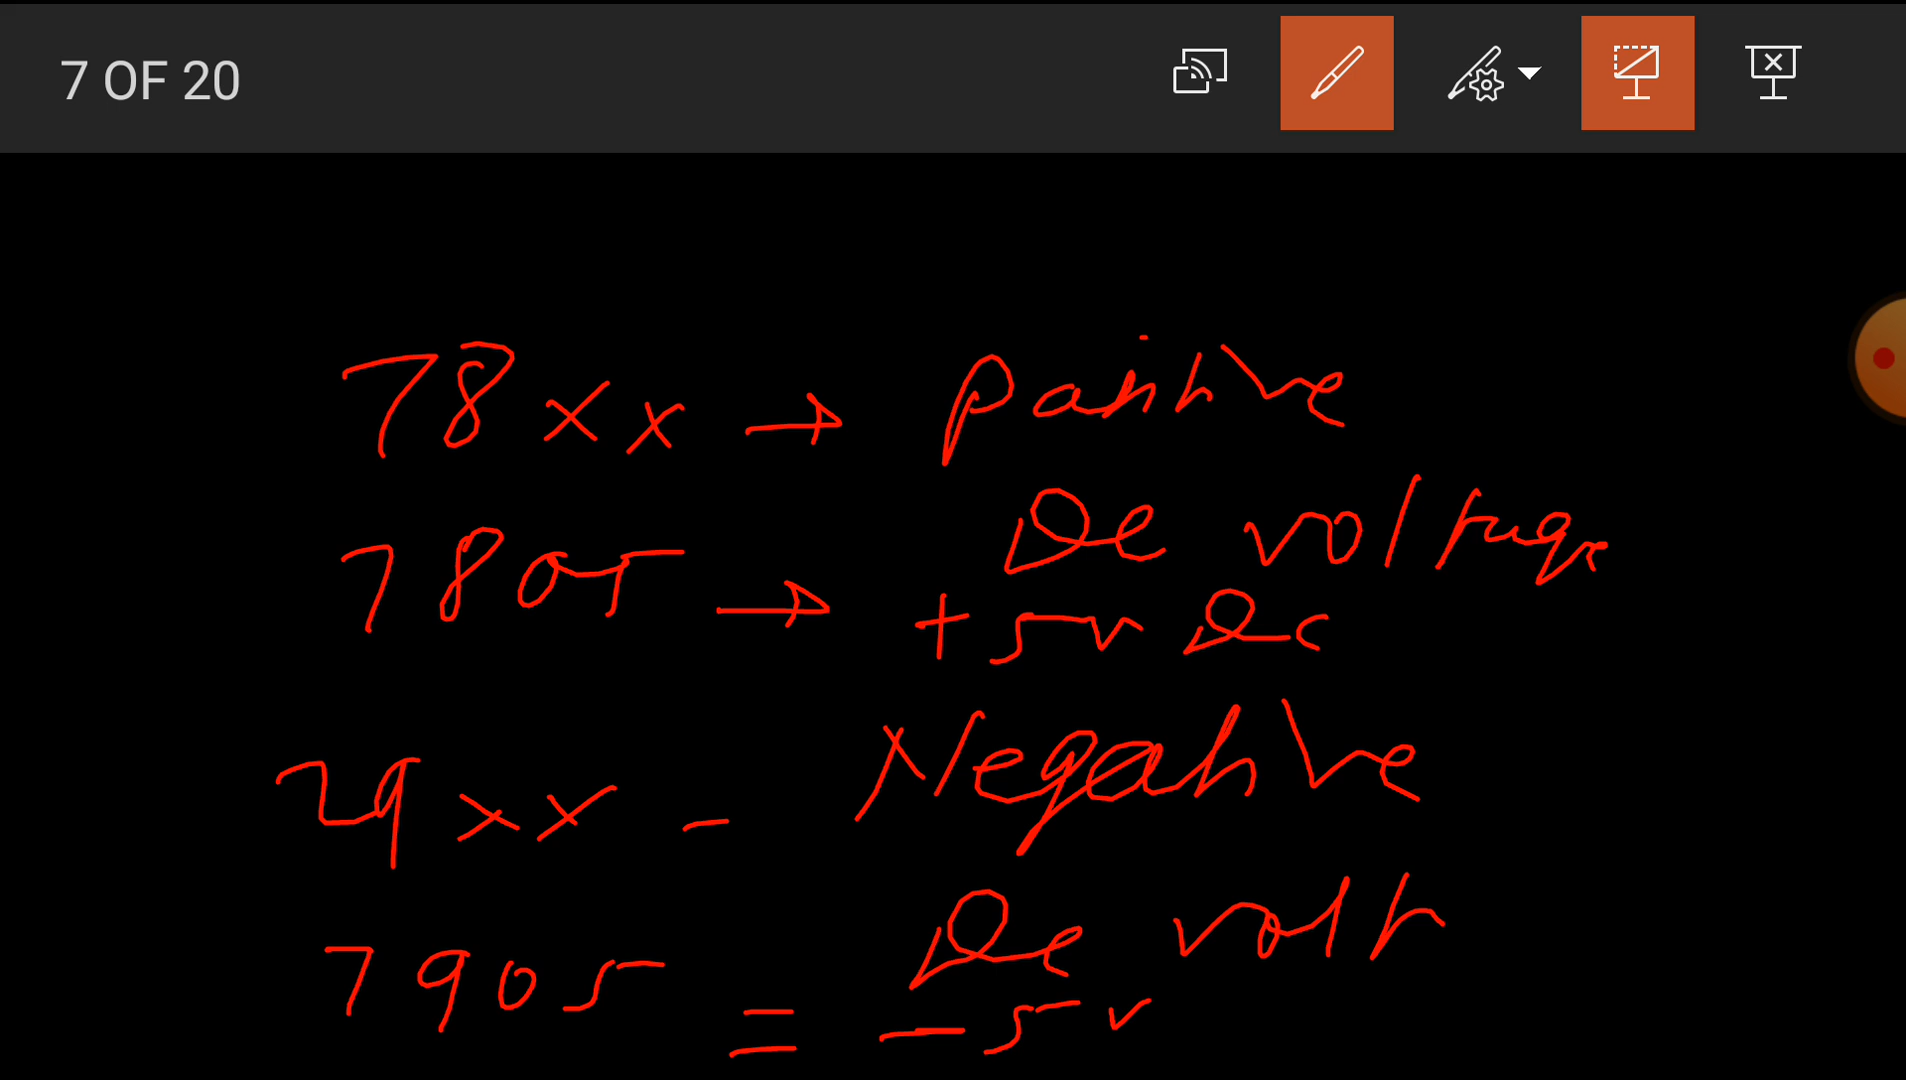 7 OF 20
78xx → positive
DC voltage
7805 → +5v DC
79xx - Negative
DC volt
7905 = -5v